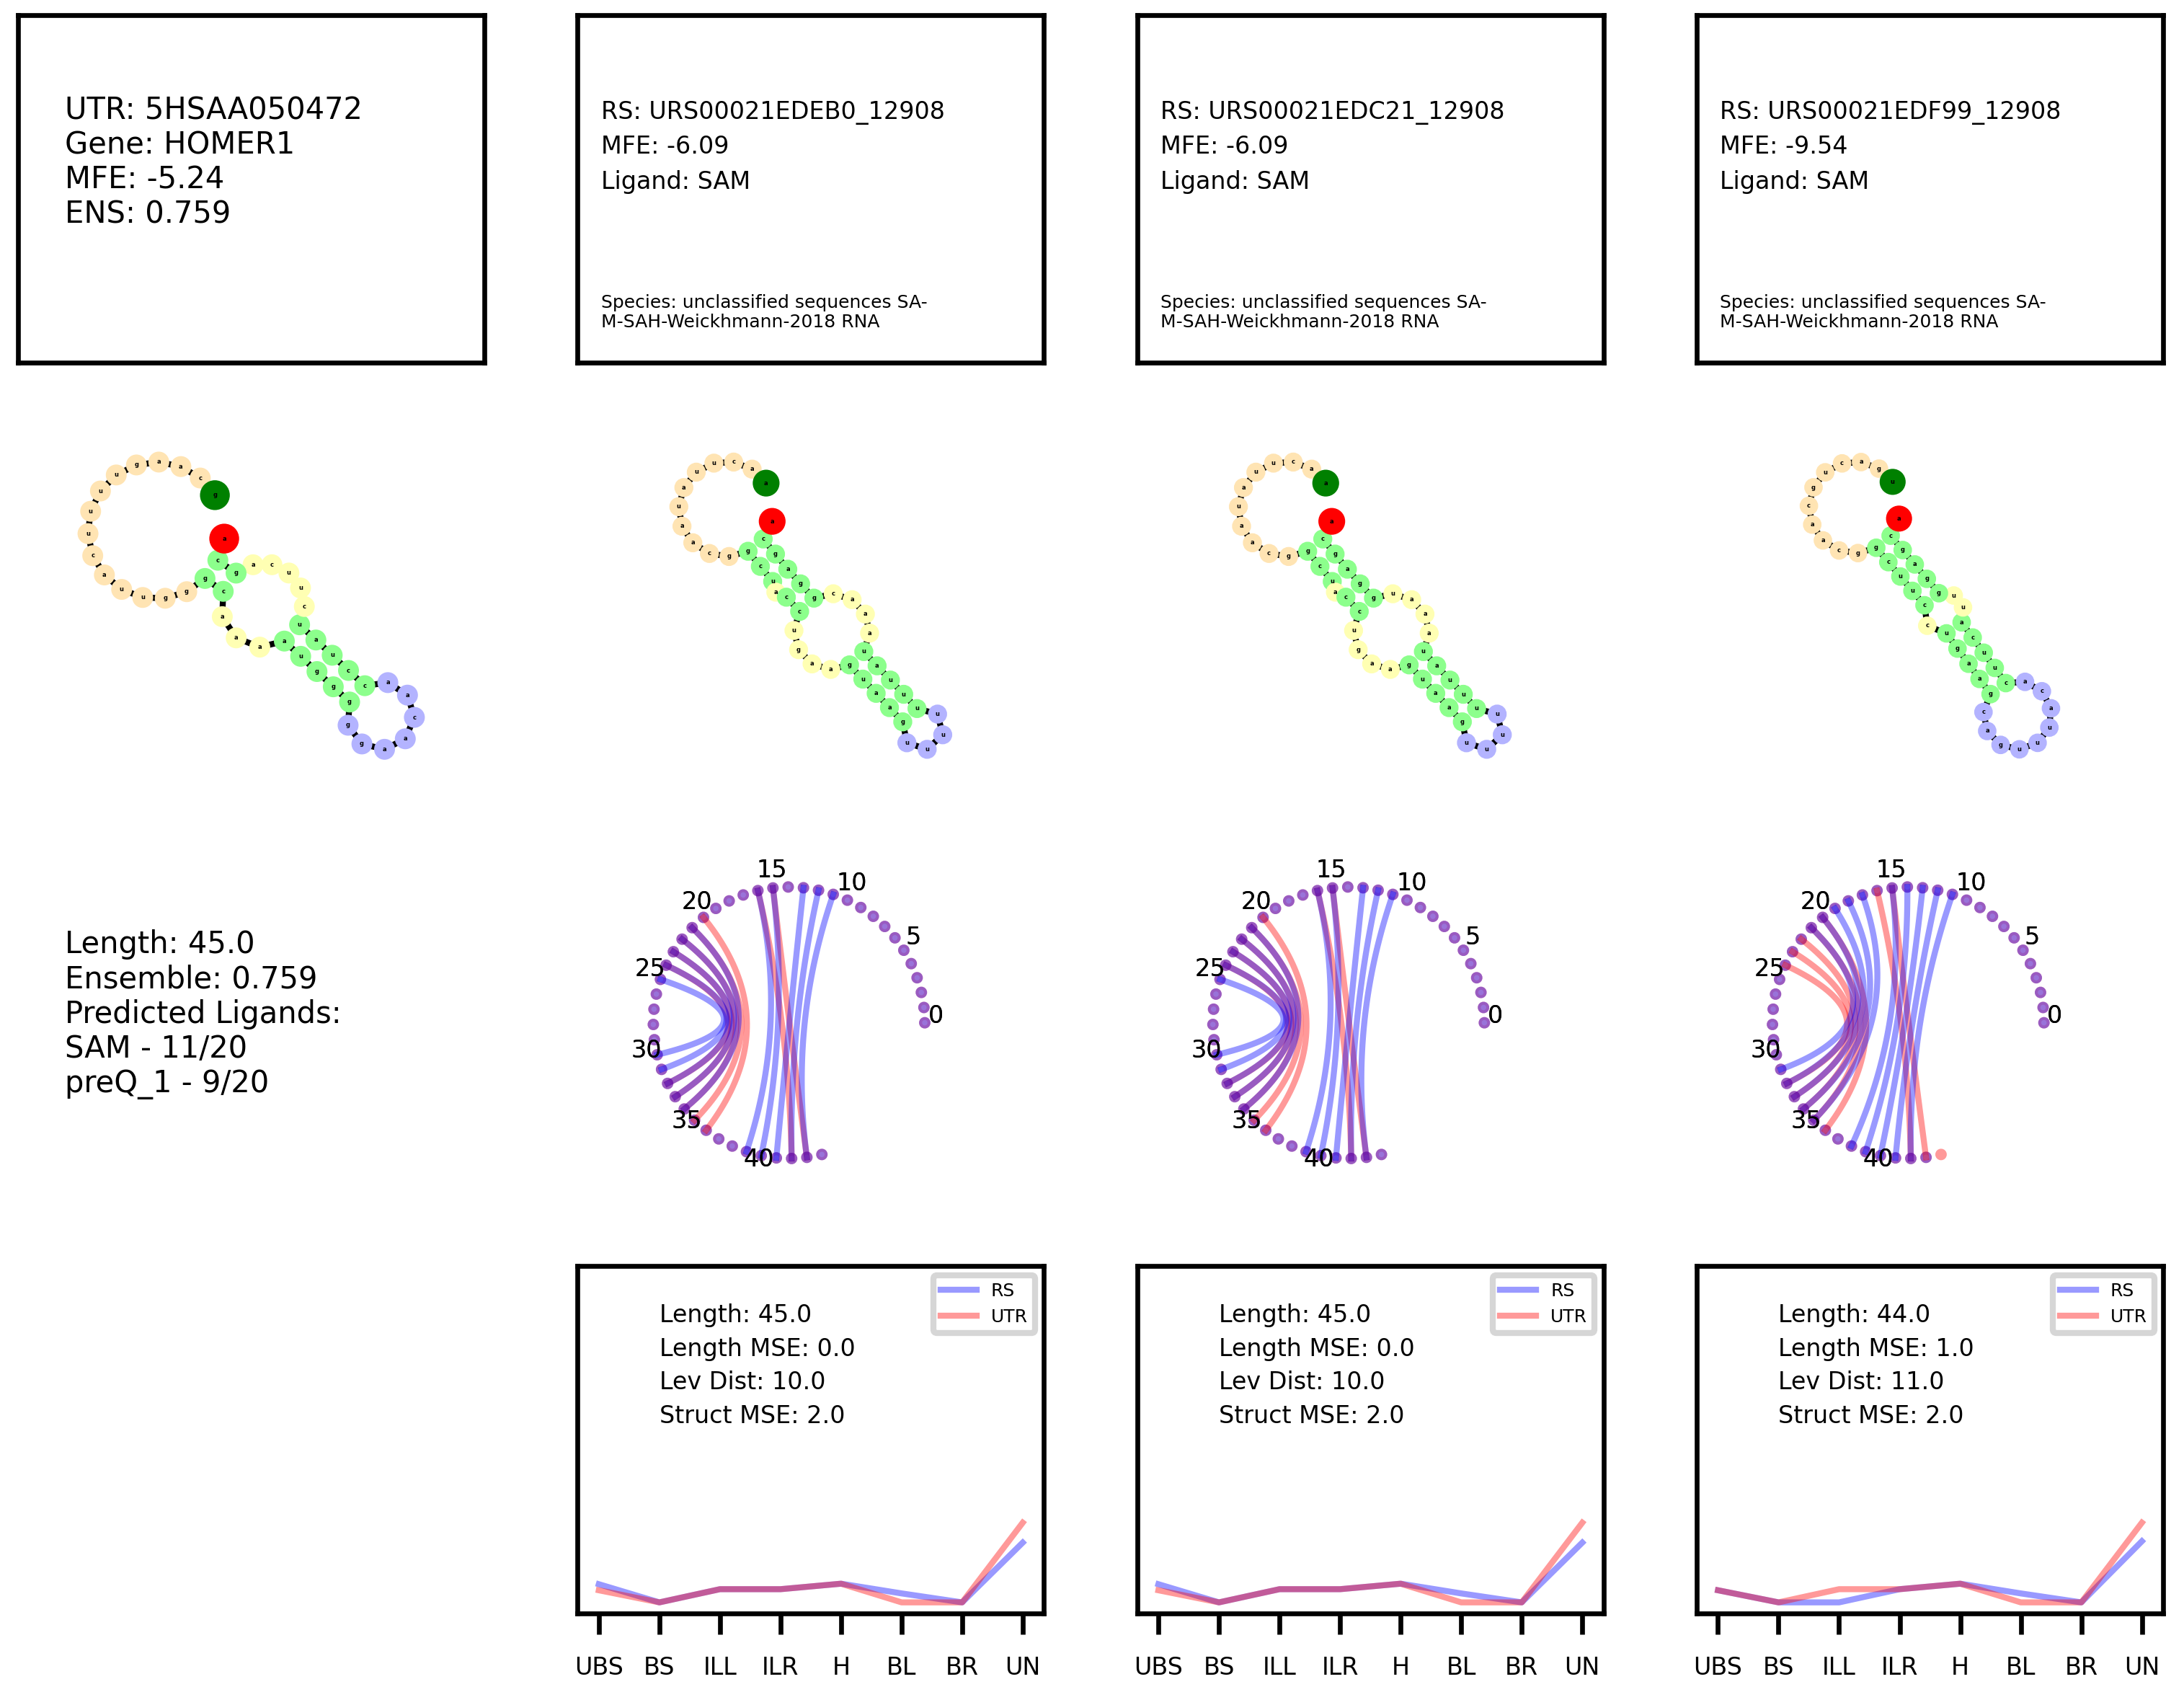 UTR: 5HSAA050472
Gene: HOMER1
MFE: -5.24
ENS: 0.759
RS: URS00021EDEB0_12908
MFE: -6.09
Ligand: SAM
Species: unclassified sequences SA-
M-SAH-Weickhmann-2018 RNA
RS: URS00021EDC21_12908
MFE: -6.09
Ligand: SAM
Species: unclassified sequences SA-
M-SAH-Weickhmann-2018 RNA
RS: URS00021EDF99_12908
MFE: -9.54
Ligand: SAM
Species: unclassified sequences SA-
M-SAH-Weickhmann-2018 RNA
Length: 45.0
Ensemble: 0.759
Predicted Ligands:
SAM - 11/20
preQ_1 - 9/20
0
5
10
15
20
25
30
35
40
0
5
10
15
20
25
30
35
40
0
5
10
15
20
25
30
35
40
RS
UTR
Length: 45.0
Length MSE: 0.0
Lev Dist: 10.0
Struct MSE: 2.0
UBS BS ILL ILR H BL BR UN
RS
UTR
Length: 45.0
Length MSE: 0.0
Lev Dist: 10.0
Struct MSE: 2.0
UBS BS ILL ILR H BL BR UN
RS
UTR
Length: 44.0
Length MSE: 1.0
Lev Dist: 11.0
Struct MSE: 2.0
UBS BS ILL ILR H BL BR UN